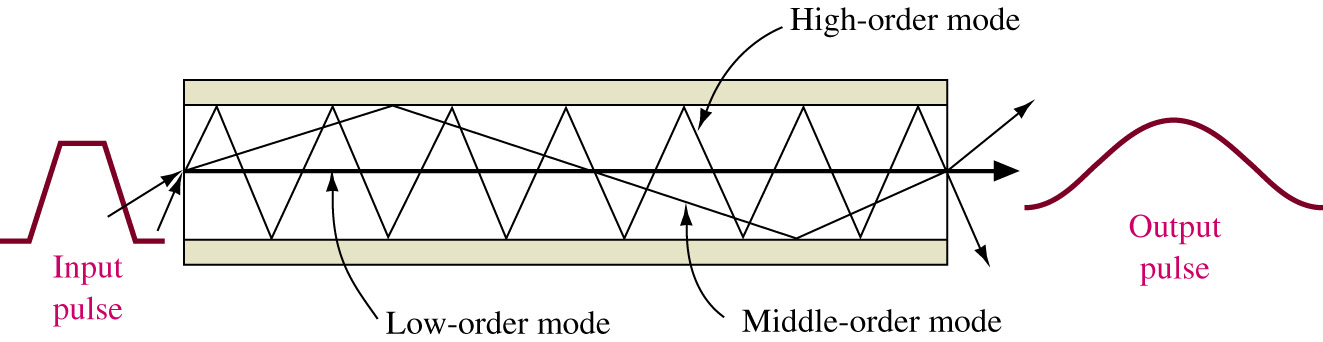 High-order mode
Input
pulse
Output
pulse
Low-order mode
Middle-order mode